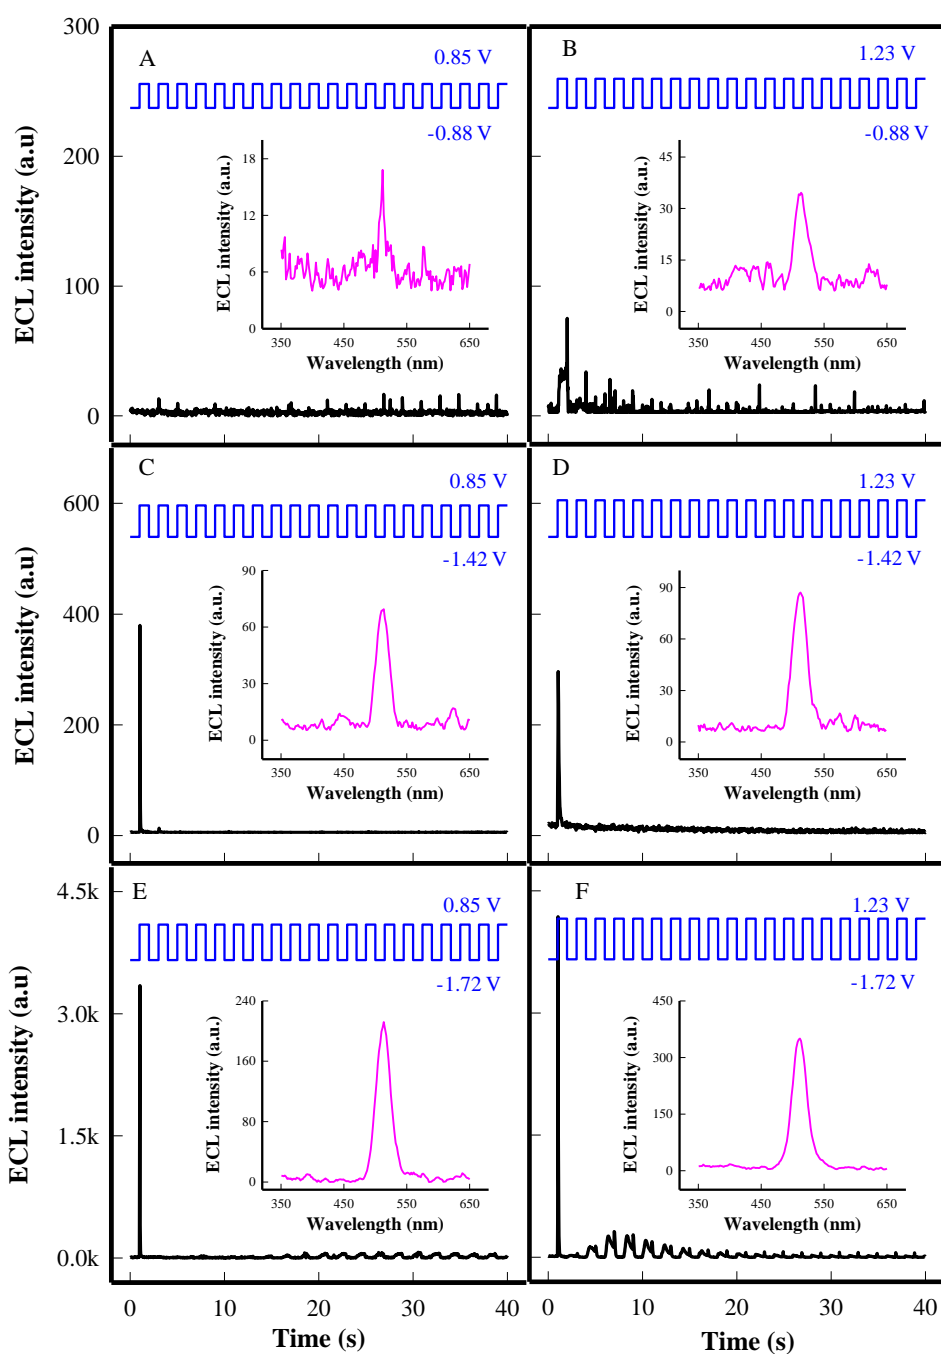 A
0.85 V
-0.88 V
ECL intensity (a.u)
300
200
100
0
ECL intensity (a.u.)
18
12
6
0
350 450 550 650
Wavelength (nm)
0 10 20 30 40
B
1.23 V
-0.88 V
ECL intensity (a.u.)
45
30
15
0
350 450 550 650
Wavelength (nm)
C
0.85 V
-1.42 V
ECL intensity (a.u)
600
400
200
0
ECL intensity (a.u.)
90
60
30
0
350 450 550 650
Wavelength (nm)
D
1.23 V
-1.42 V
ECL intensity (a.u.)
90
60
30
0
350 450 550 650
Wavelength (nm)
E
0.85 V
-1.72 V
ECL intensity (a.u)
4.5k
3.0k
1.5k
0.0k
ECL intensity (a.u.)
240
160
80
0
350 450 550 650
Wavelength (nm)
Time (s)
F
1.23 V
-1.72 V
ECL intensity (a.u.)
450
300
150
0
350 450 550 650
Wavelength (nm)
0 10 20 30 40
Time (s)